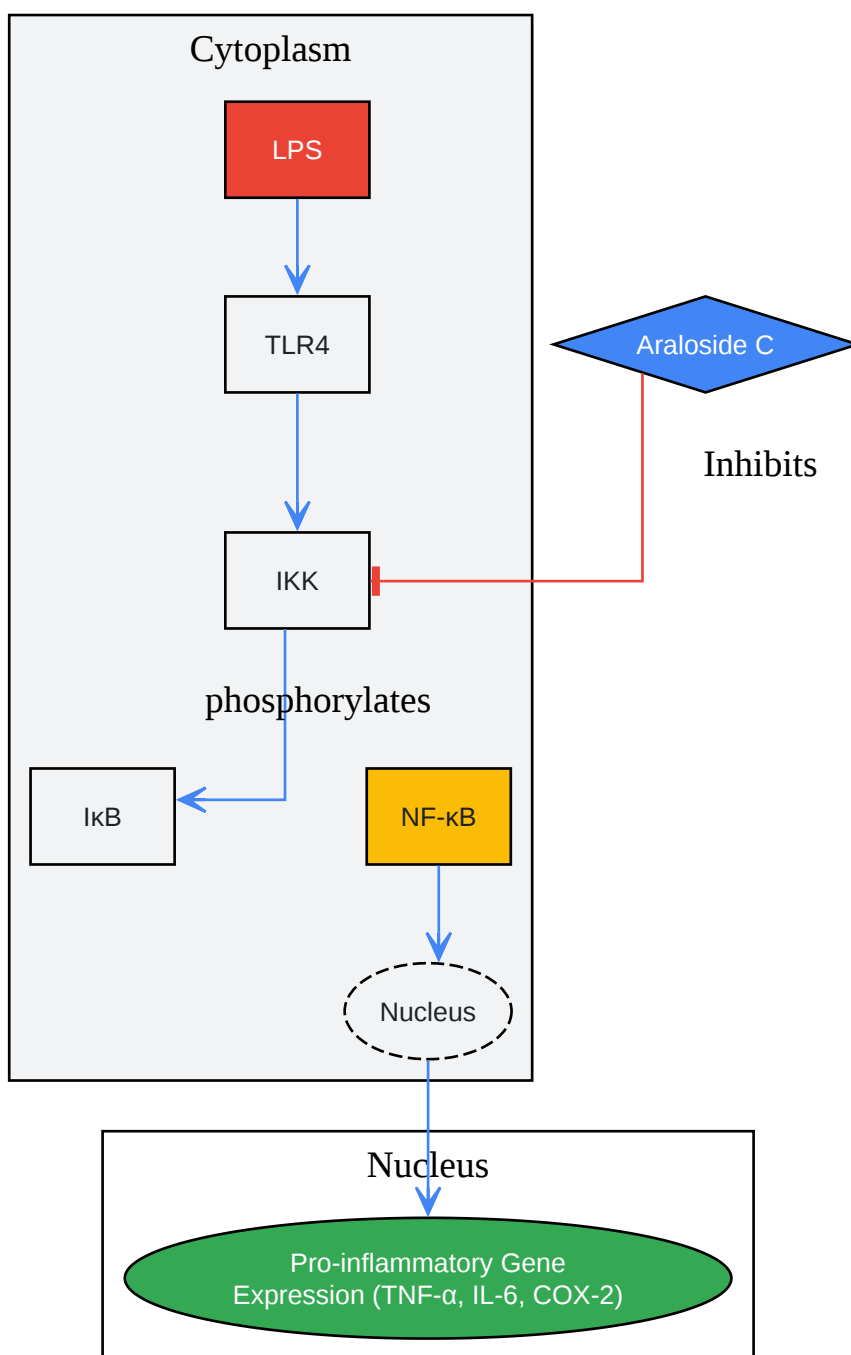 Cytoplasm
LPS
TLR4
Araloside C
Inhibits
IKK
phosphorylates
IκB
NF-κB
Nucleus
Nucleus
Pro-inflammatory Gene
Expression (TNF-α, IL-6, COX-2)